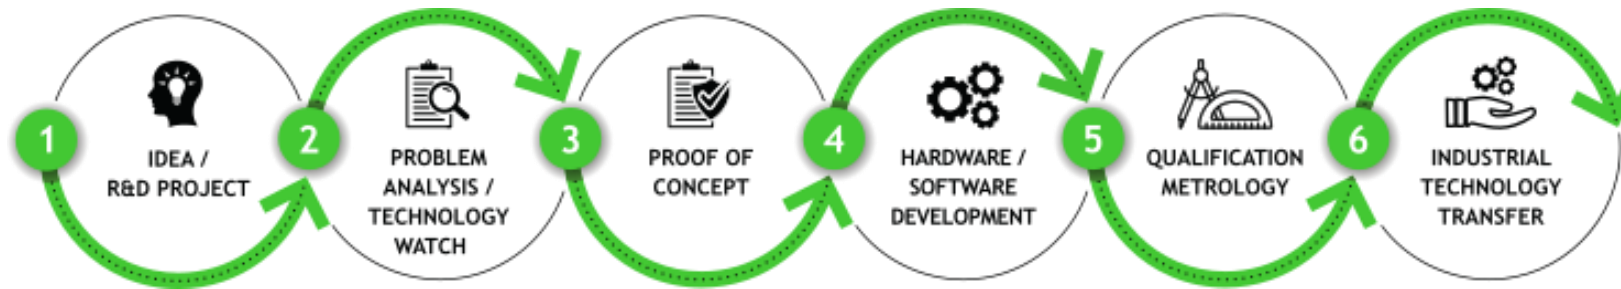 1
IDEA /
R&D PROJECT
2
PROBLEM
ANALYSIS /
TECHNOLOGY
WATCH
3
PROOF OF
CONCEPT
4
HARDWARE /
SOFTWARE
DEVELOPMENT
5
QUALIFICATION
METROLOGY
6
INDUSTRIAL
TECHNOLOGY
TRANSFER